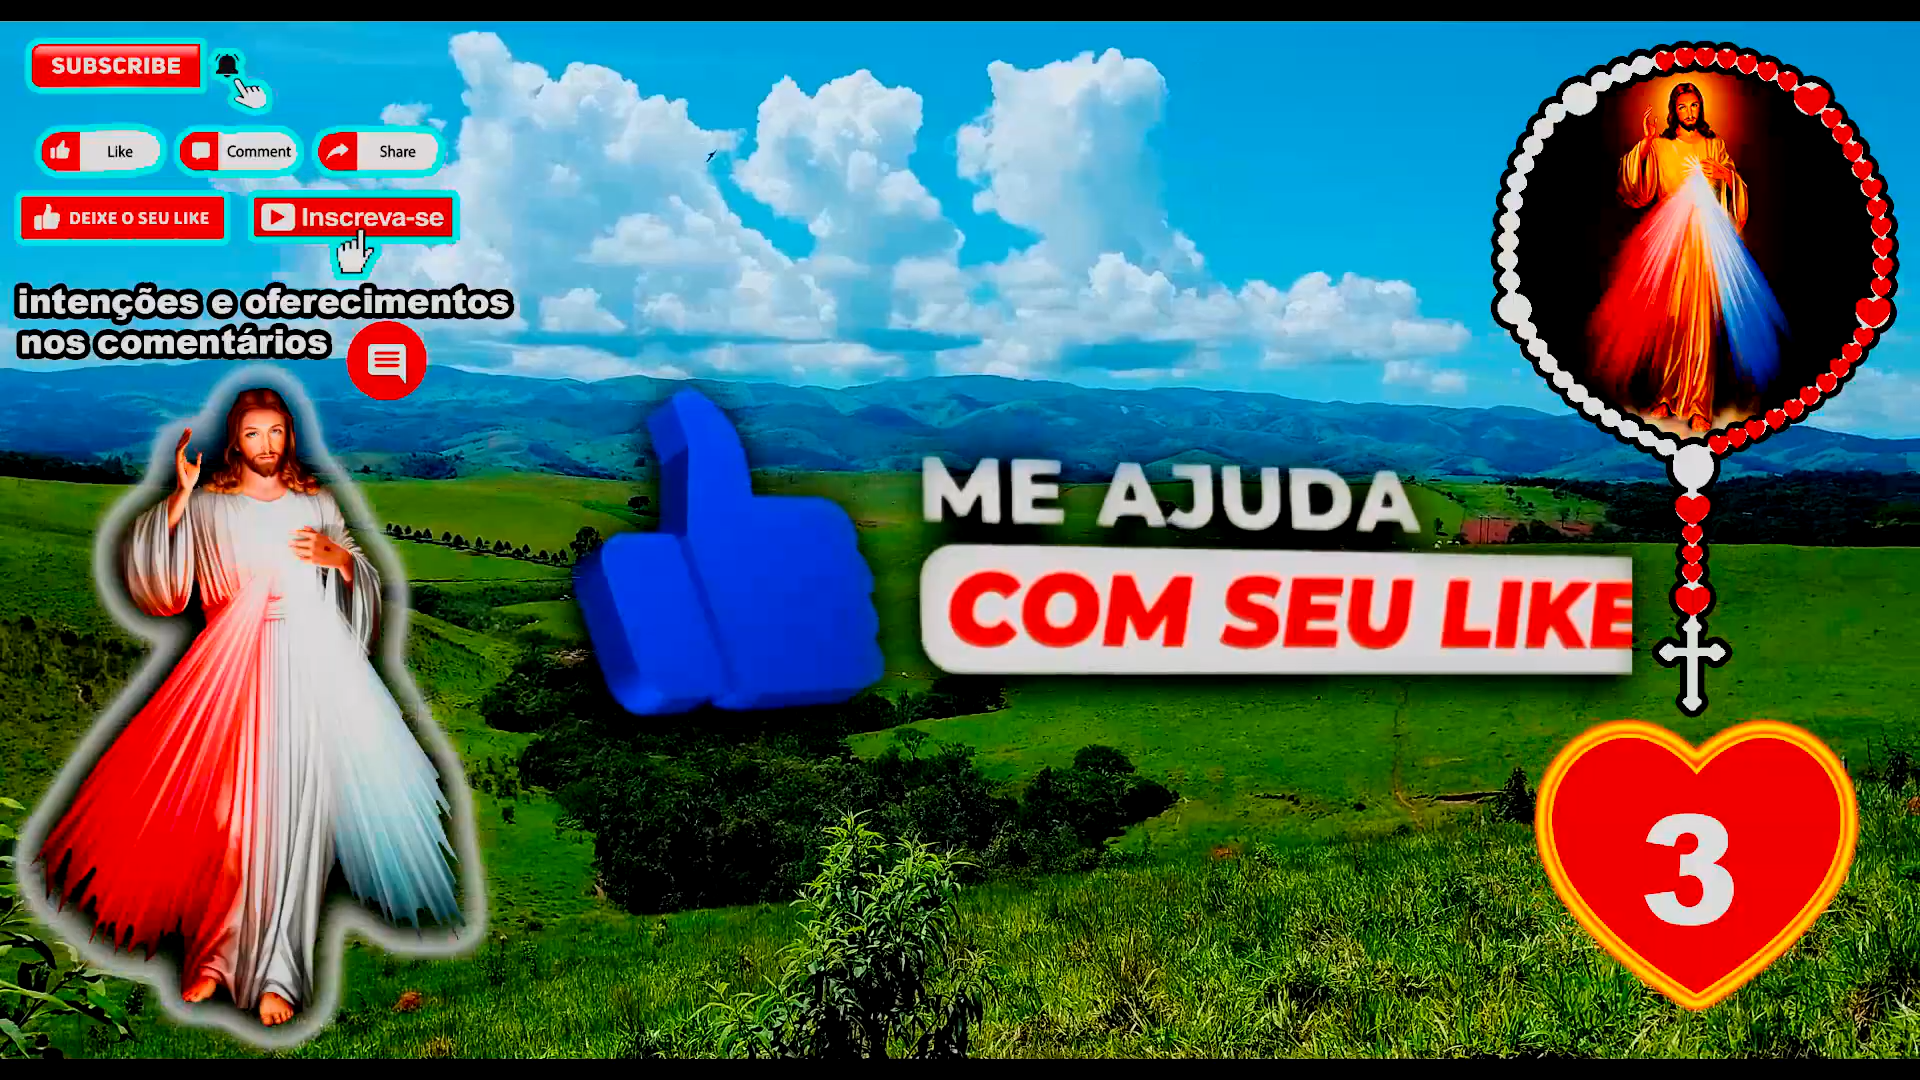 SUBSCRIBE
Like
Comment
Share
DEIXE O SEU LIKE
Inscreva-se
intenções e oferecimentos
nos comentários
ME AJUDA
COM SEU LIKE
3